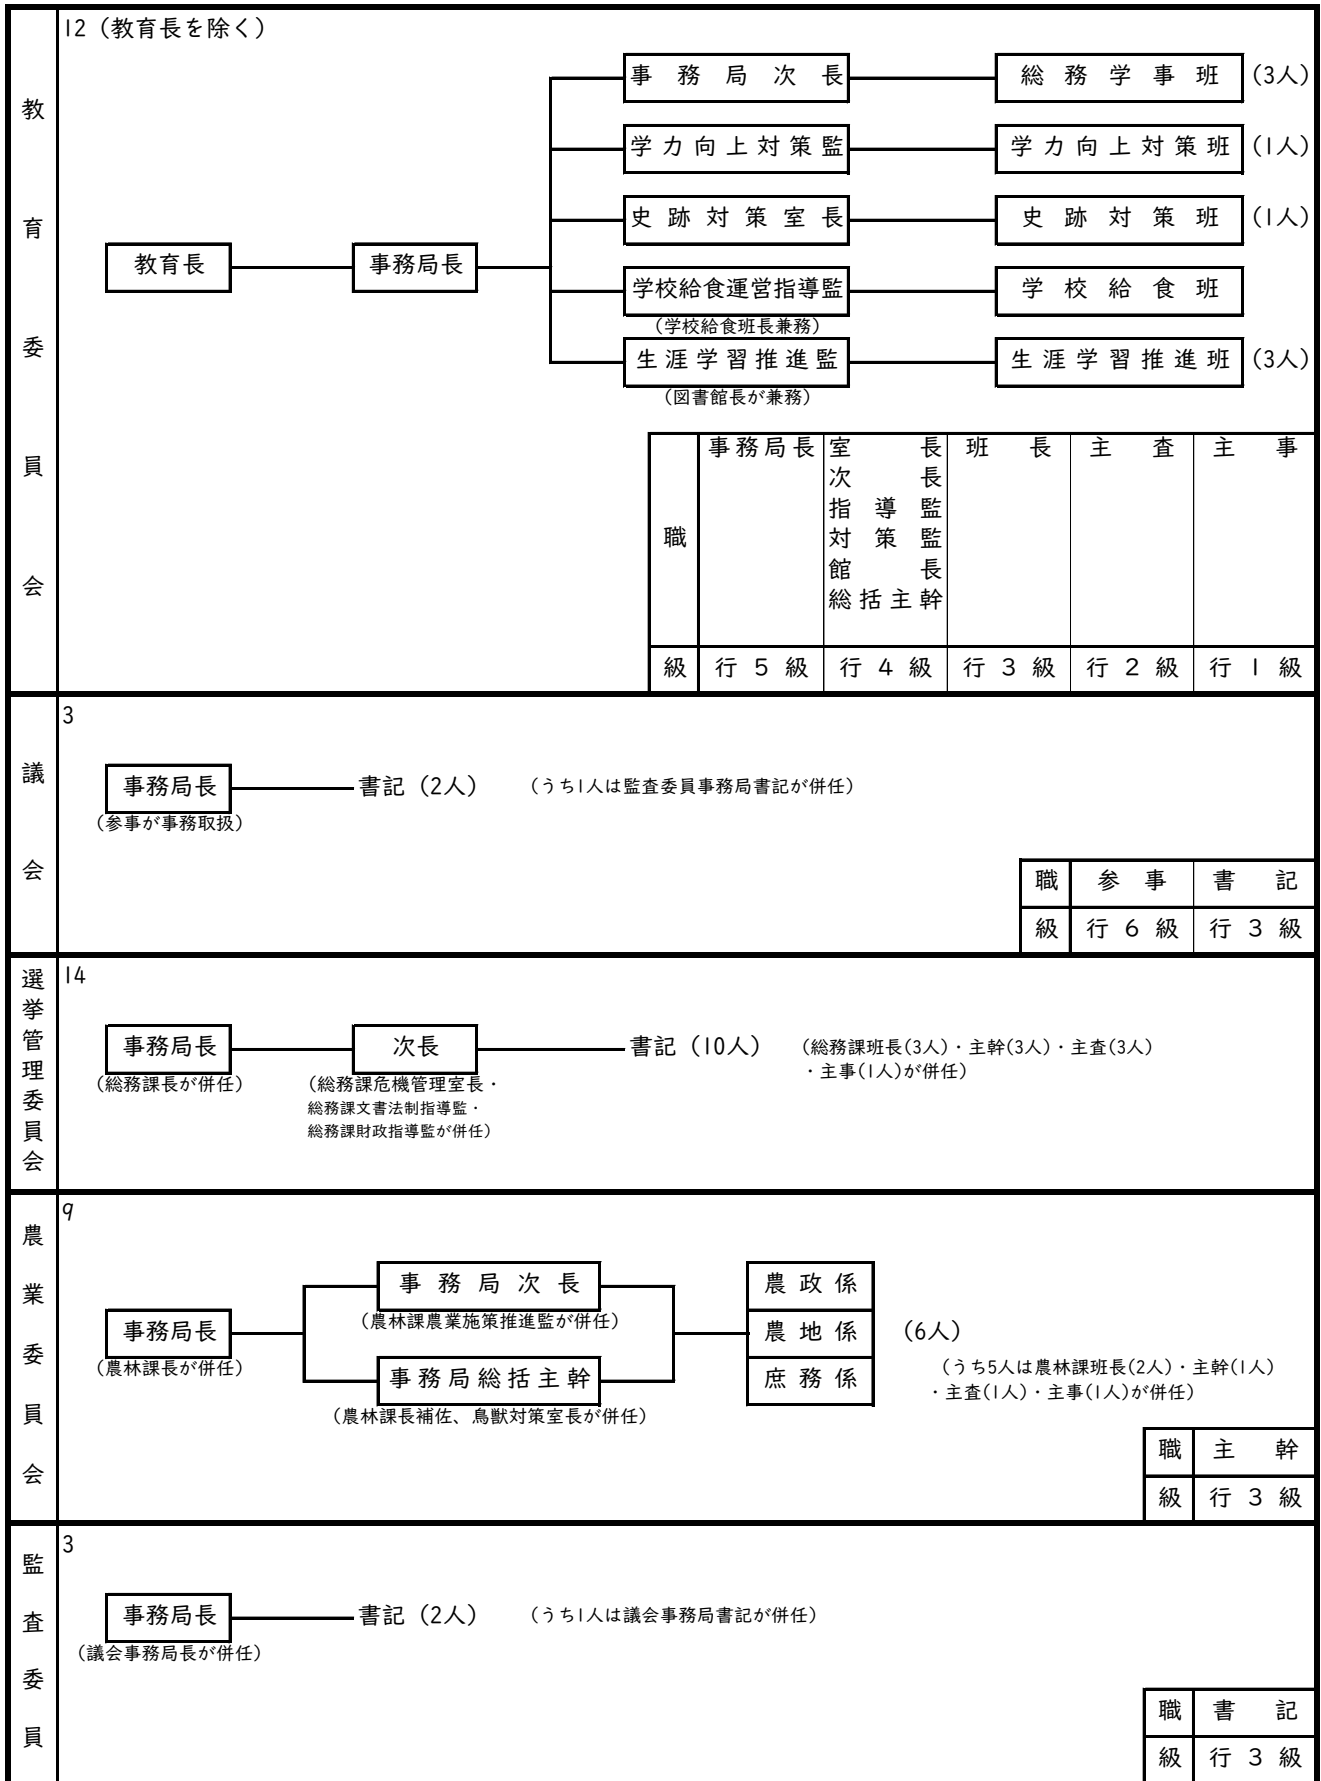 教育委員会
12（教育長を除く）
事務局次長 総務学事班 （3人）
学力向上対策監 学力向上対策班 （1人）
史跡対策室長 史跡対策班 （1人）
教育長 事務局長
学校給食運営指導監 学校給食班
（学校給食班長兼務）
生涯学習推進監 生涯学習推進班 （3人）
（図書館長が兼務）
職 事務局長 室長 班長 主査 主事
次長
指導監
対策監
館長
総括主幹
級 行5級 行4級 行3級 行2級 行1級
議会
3
事務局長 書記（2人） （うち1人は監査委員事務局書記が併任）
（参事が事務取扱）
職 参事 書記
級 行6級 行3級
選挙管理委員会
14
事務局長 次長 書記（10人） （総務課班長(3人)・主幹(3人)・主査(3人)
・主事(1人)が併任）
（総務課長が併任） （総務課危機管理室長・
総務課文書法制指導監・
総務課財政指導監が併任）
農業委員会
9
事務局次長 農政係
（農林課農業施策推進監が併任）
事務局長 農地係 （6人）
（農林課長が併任） （うち5人は農林課班長(2人)・主幹(1人)
・主査(1人)・主事(1人)が併任）
事務局総括主幹 庶務係
（農林課長補佐、鳥獣対策室長が併任）
職 主幹
級 行3級
監査委員
3
事務局長 書記（2人） （うち1人は議会事務局書記が併任）
（議会事務局長が併任）
職 書記
級 行3級